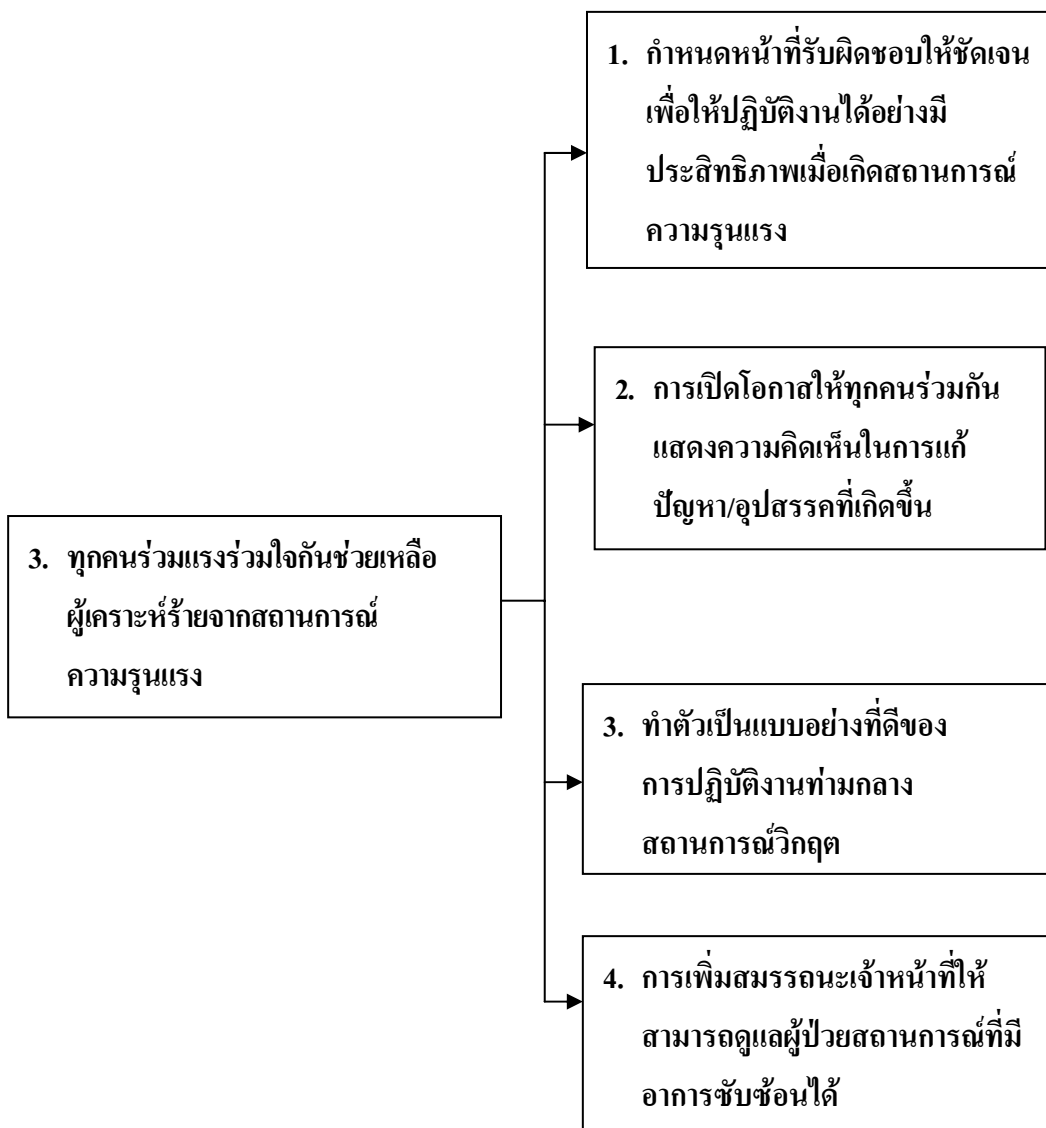 1. กำหนดหน้าที่รับผิดชอบให้ชัดเจน
เพื่อให้ปฏิบัติงานได้อย่างมี
ประสิทธิภาพเมื่อเกิดสถานการณ์
ความรุนแรง
2. การเปิดโอกาสให้ทุกคนร่วมกัน
แสดงความคิดเห็นในการแก้
ปัญหา/อุปสรรคที่เกิดขึ้น
3. ทุกคนร่วมแรงร่วมใจกันช่วยเหลือ
ผู้เคราะห์ร้ายจากสถานการณ์
ความรุนแรง
3. ทำตัวเป็นแบบอย่างที่ดีของ
การปฏิบัติงานท่ามกลาง
สถานการณ์วิกฤต
4. การเพิ่มสมรรถนะเจ้าหน้าที่ให้
สามารถดูแลผู้ป่วยสถานการณ์ที่มี
อาการซับซ้อนได้